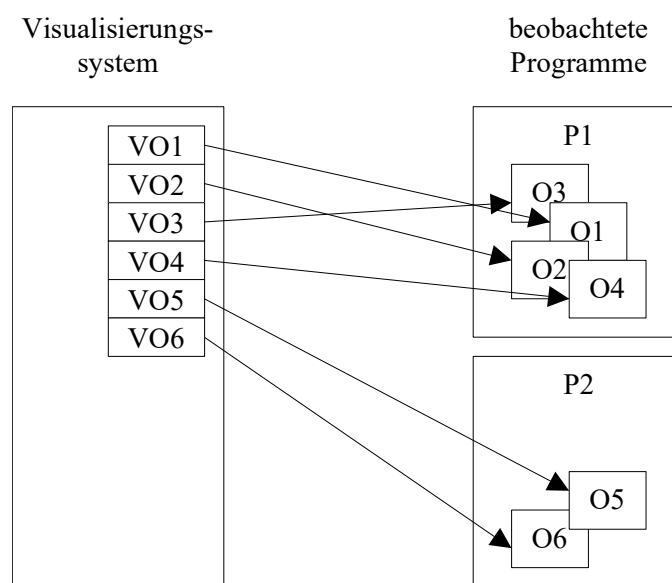 Visualisierungs-
system
beobachtete
Programme
VO1
VO2
VO3
VO4
VO5
VO6
P1
O3
O1
O2
O4
P2
O5
O6